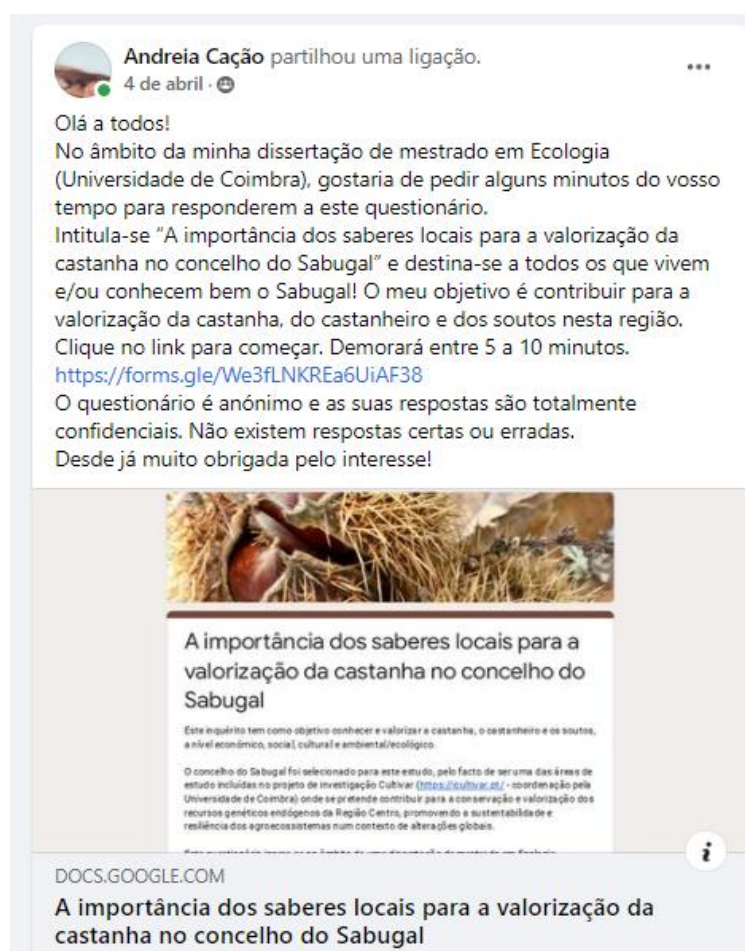 Andreia Cação partilhou uma ligação.
4 de abril ·
Olá a todos!
No âmbito da minha dissertação de mestrado em Ecologia
(Universidade de Coimbra), gostaria de pedir alguns minutos do vosso
tempo para responderem a este questionário.
Intitula-se “A importância dos saberes locais para a valorização da
castanha no concelho do Sabugal” e destina-se a todos os que vivem
e/ou conhecem bem o Sabugal! O meu objetivo é contribuir para a
valorização da castanha, do castanheiro e dos soutos nesta região.
Clique no link para começar. Demorará entre 5 a 10 minutos.
https://forms.gle/We3fLNKREa6UiAF38
O questionário é anónimo e as suas respostas são totalmente
confidenciais. Não existem respostas certas ou erradas.
Desde já muito obrigada pelo interesse!
A importância dos saberes locais para a
valorização da castanha no concelho do
Sabugal
Este inquérito tem como objetivo conhecer e valorizar a castanha, o castanheiro e os soutos,
a nível económico, social, cultural e ambiental/ecológico.
O concelho do Sabugal foi selecionado para este estudo, pelo facto de ser uma das áreas de
estudo incluídas no projeto de investigação Cultivar (https://icultivar.pt/ - coordenação pela
Universidade de Coimbra) onde se pretende contribuir para a conservação e valorização dos
recursos genéticos endógenos da Região Centro, promovendo a sustentabilidade e
resiliência dos agroecossistemas num contexto de alterações globais.
i
DOCS.GOOGLE.COM
A importância dos saberes locais para a valorização da
castanha no concelho do Sabugal